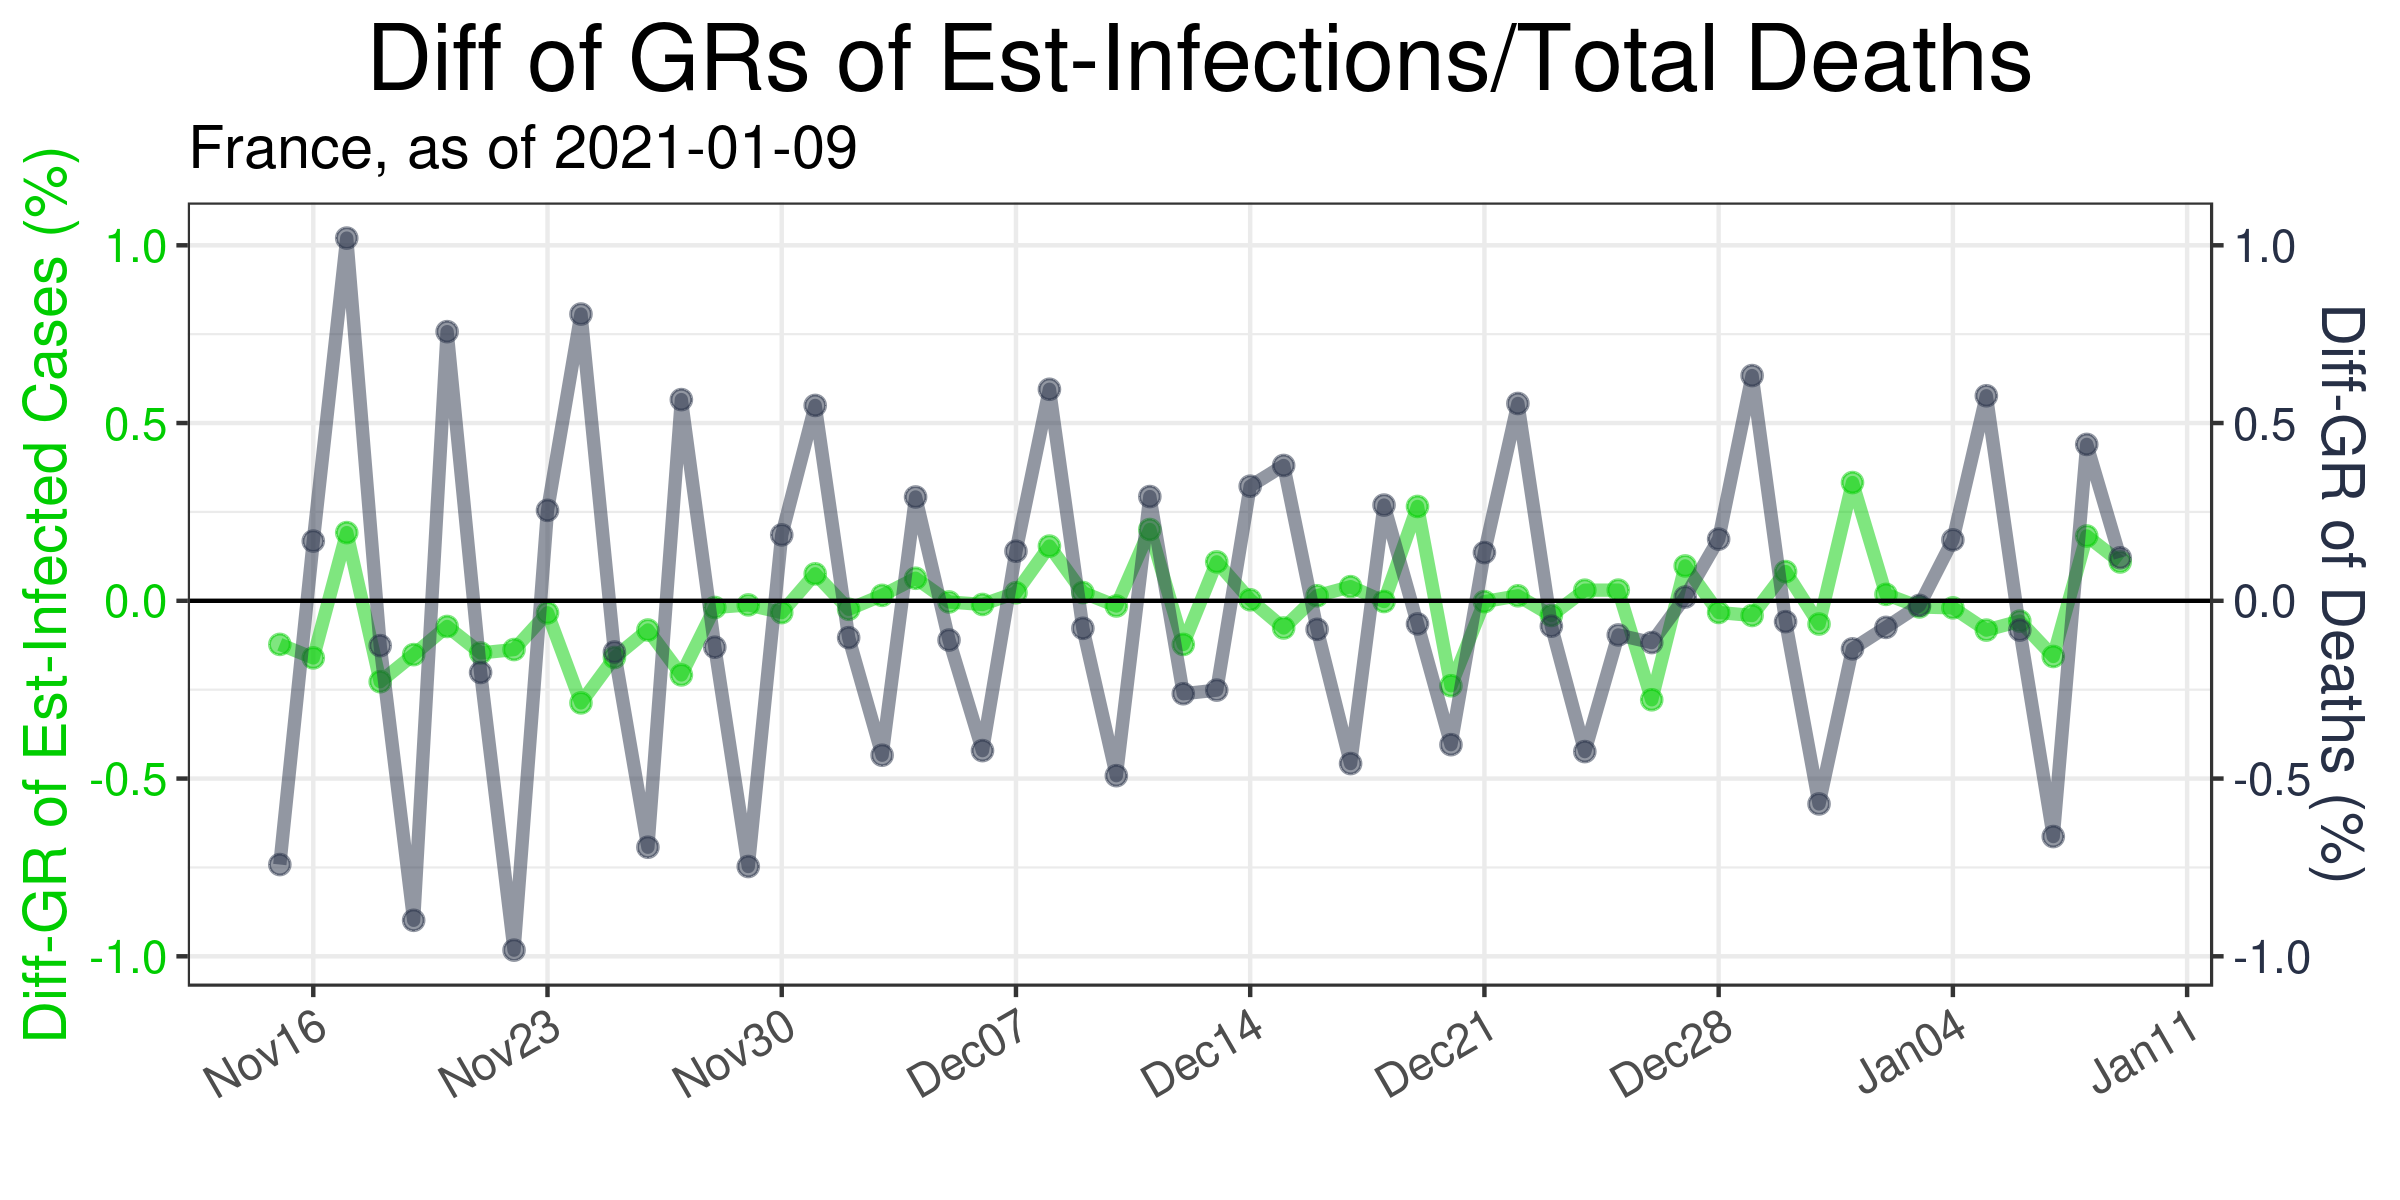 Diff of GRs of Est-Infections/Total Deaths
France, as of 2021-01-09
Diff-GR of Est-Infected Cases (%)
1.0
0.5
0.0
-0.5
-1.0
1.0
0.5
0.0
-0.5
-1.0
Diff-GR of Deaths (%)
Nov16
Nov23
Nov30
Dec07
Dec14
Dec21
Dec28
Jan04
Jan11